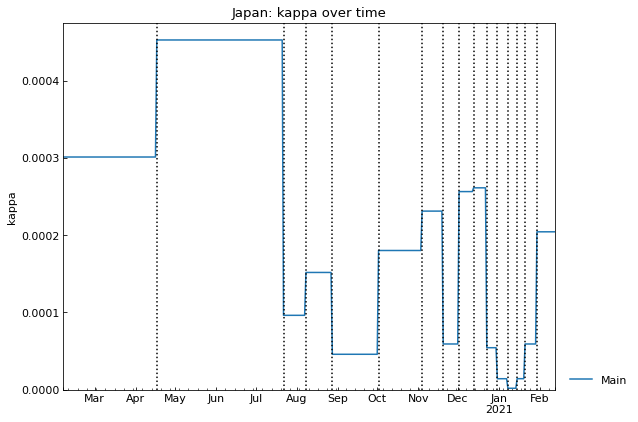 Japan: kappa over time
kappa
0.0004
0.0003
0.0002
0.0001
0.0000
Mar Apr May Jun Jul Aug Sep Oct Nov Dec Jan Feb
2021
Main